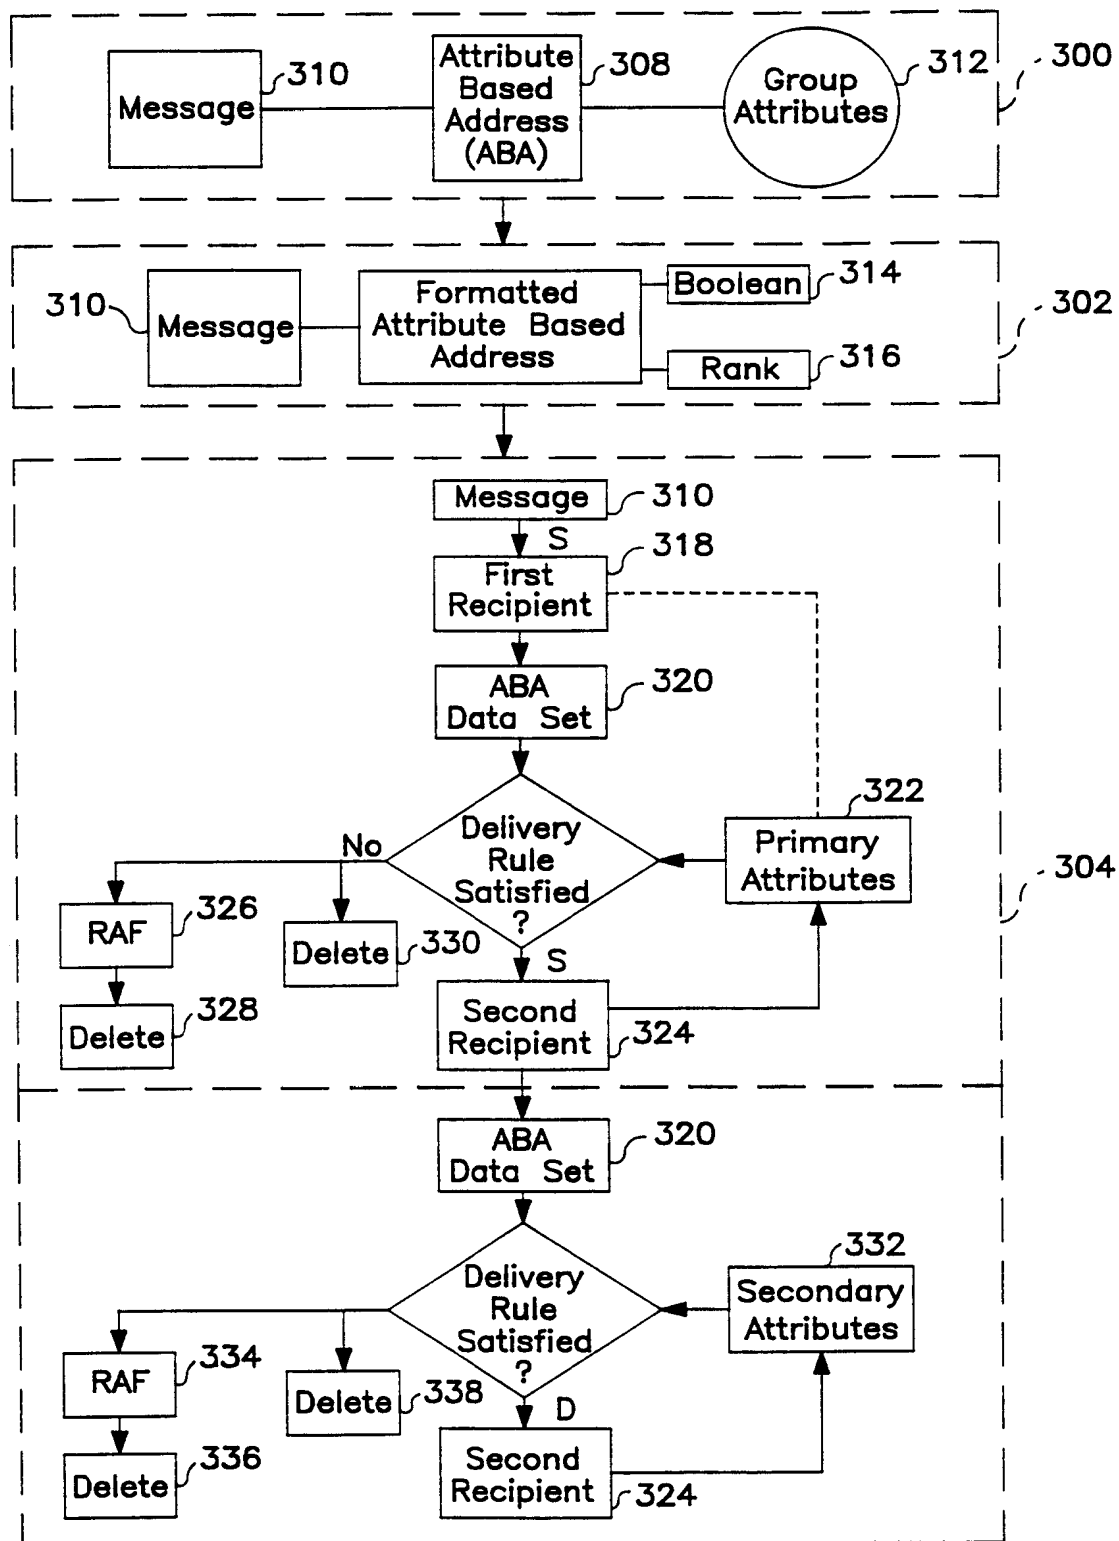 310
Message
Attribute
Based
Address
(ABA)
308
Group
Attributes
312
300
310
Message
Formatted
Attribute Based
Address
Boolean
314
Rank
316
302
Message
310
S
First
Recipient
318
ABA
Data Set
320
Delivery
Rule
Satisfied
?
No
Primary
Attributes
322
304
RAF
326
Delete
328
Delete
330
S
Second
Recipient
324
ABA
Data Set
320
Delivery
Rule
Satisfied
?
Secondary
Attributes
332
RAF
334
Delete
336
Delete
338
D
Second
Recipient
324